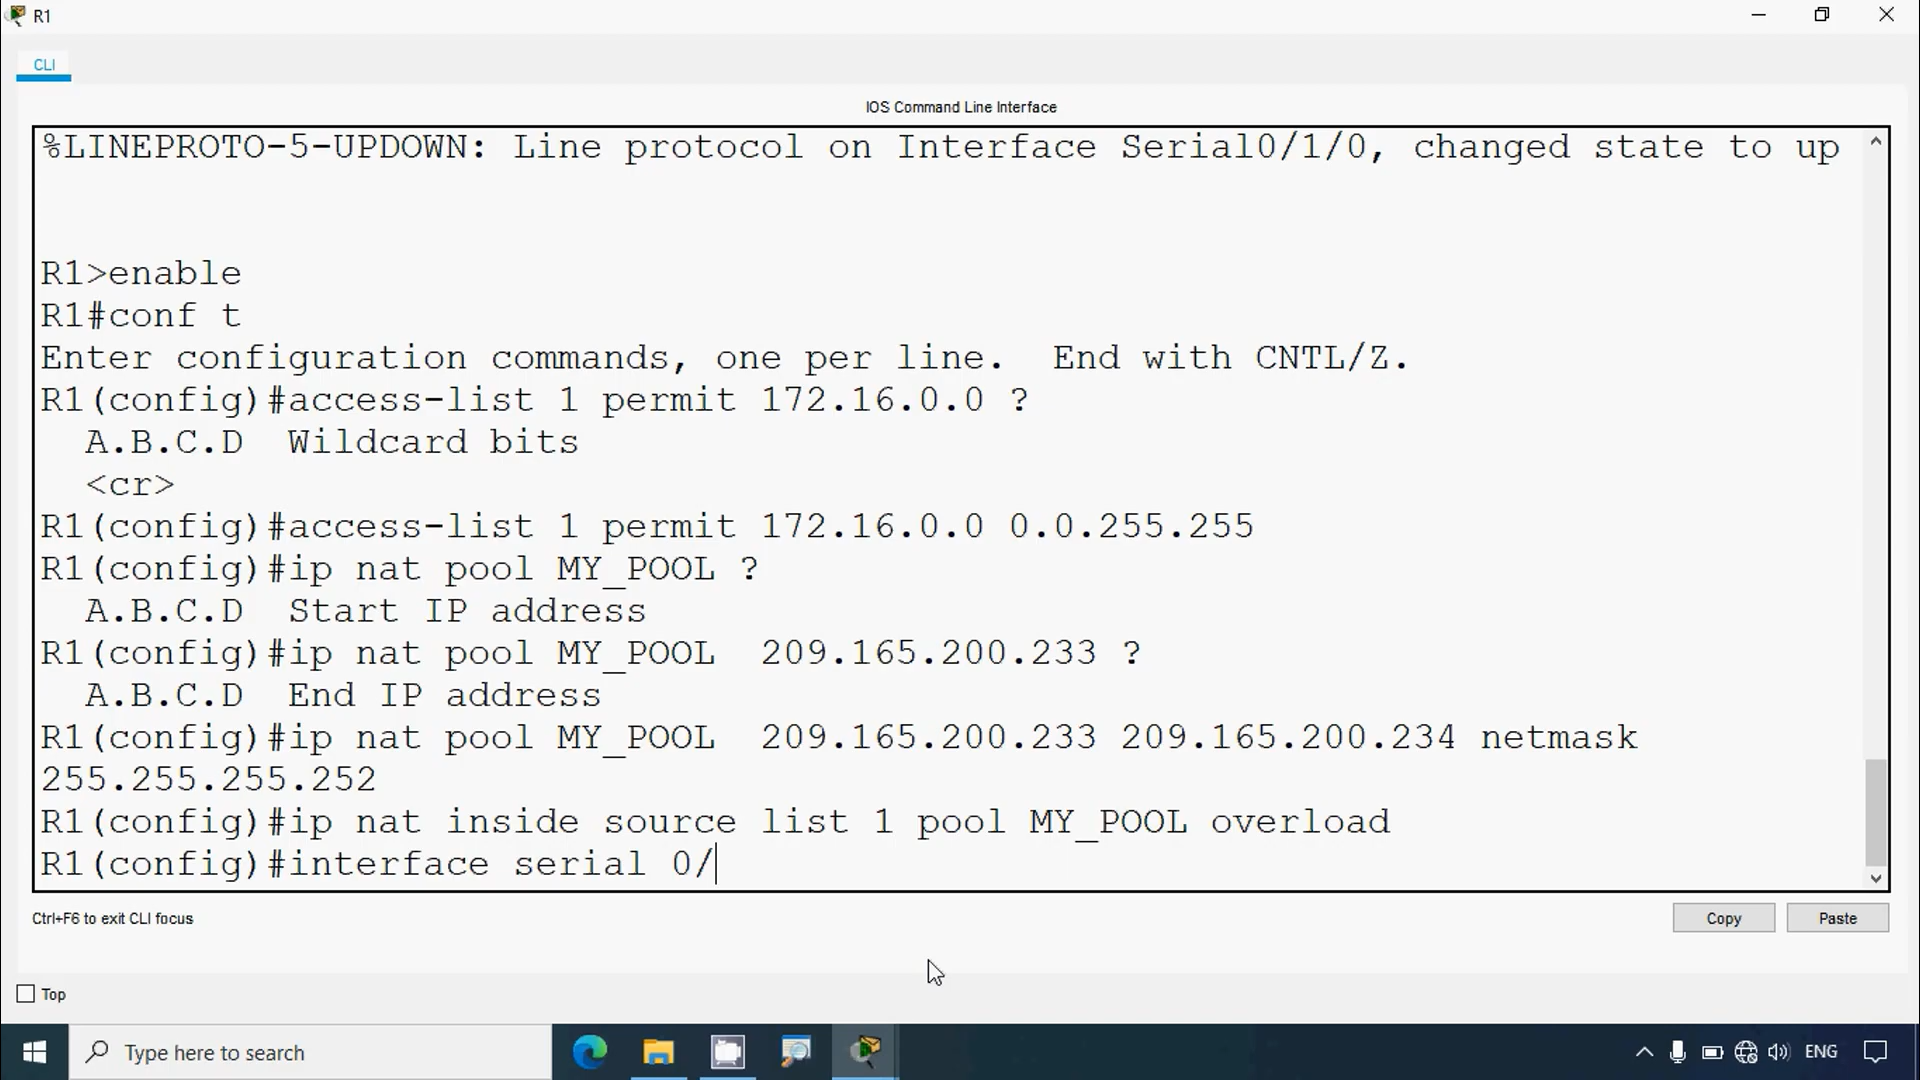 R1
CLI
IOS Command Line Interface
%LINEPROTO-5-UPDOWN: Line protocol on Interface Serial0/1/0, changed state to up
R1>enable
R1#conf t
Enter configuration commands, one per line.  End with CNTL/Z.
R1(config)#access-list 1 permit 172.16.0.0 ?
  A.B.C.D  Wildcard bits
  <cr>
R1(config)#access-list 1 permit 172.16.0.0 0.0.255.255
R1(config)#ip nat pool MY_POOL ?
  A.B.C.D  Start IP address
R1(config)#ip nat pool MY_POOL  209.165.200.233 ?
  A.B.C.D  End IP address
R1(config)#ip nat pool MY_POOL  209.165.200.233 209.165.200.234 netmask
255.255.255.252
R1(config)#ip nat inside source list 1 pool MY_POOL overload
R1(config)#interface serial 0/
Ctrl+F6 to exit CLI focus
Copy
Paste
Top
Type here to search
ENG